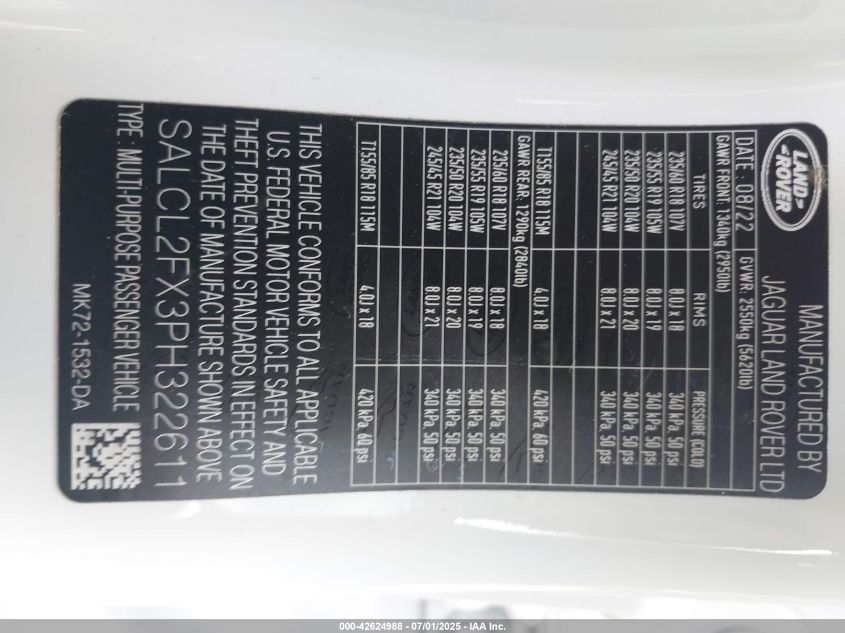 LAND
ROVER
MANUFACTURED BY
JAGUAR LAND ROVER LTD
DATE: 08/22 GVWR: 2550kg (5620lb)
GAWR FRONT: 1340kg (2950lb)
TIRES RIMS PRESSURE (COLD)
235/60 R18 107V 8.0J x 18 340 kPa, 50 psi
235/55 R19 105W 8.0J x 19 340 kPa, 50 psi
235/50 R20 104W 8.0J x 20 340 kPa, 50 psi
245/45 R21 104W 8.0J x 21 340 kPa, 50 psi
T155/85 R18 115M 4.0J x 18 420 kPa, 60 psi
GAWR REAR: 1290kg (2840lb)
235/60 R18 107V 8.0J x 18 340 kPa, 50 psi
235/55 R19 105W 8.0J x 19 340 kPa, 50 psi
235/50 R20 104W 8.0J x 20 340 kPa, 50 psi
245/45 R21 104W 8.0J x 21 340 kPa, 50 psi
T155/85 R18 115M 4.0J x 18 420 kPa, 60 psi
THIS VEHICLE CONFORMS TO ALL APPLICABLE
U.S. FEDERAL MOTOR VEHICLE SAFETY AND
THEFT PREVENTION STANDARDS IN EFFECT ON
THE DATE OF MANUFACTURE SHOWN ABOVE
SALCL2FX3PH322611
TYPE: MULTI-PURPOSE PASSENGER VEHICLE
MK72-1532-DA
000-42624988 - 07/01/2025 - IAA Inc.